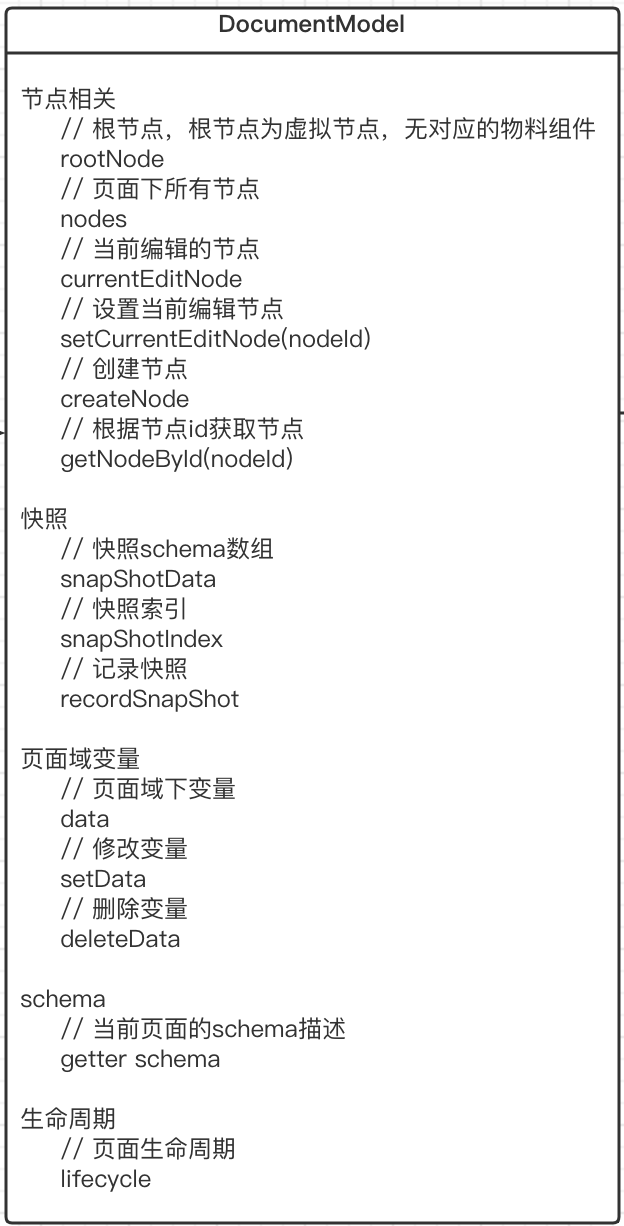 DocumentModel
节点相关
// 根节点，根节点为虚拟节点，无对应的物料组件
rootNode
// 页面下所有节点
nodes
// 当前编辑的节点
currentEditNode
// 设置当前编辑节点
setCurrentEditNode(nodeId)
// 创建节点
createNode
// 根据节点id获取节点
getNodeById(nodeId)
快照
// 快照schema数组
snapShotData
// 快照索引
snapShotIndex
// 记录快照
recordSnapShot
页面域变量
// 页面域下变量
data
// 修改变量
setData
// 删除变量
deleteData
schema
// 当前页面的schema描述
getter schema
生命周期
// 页面生命周期
lifecycle